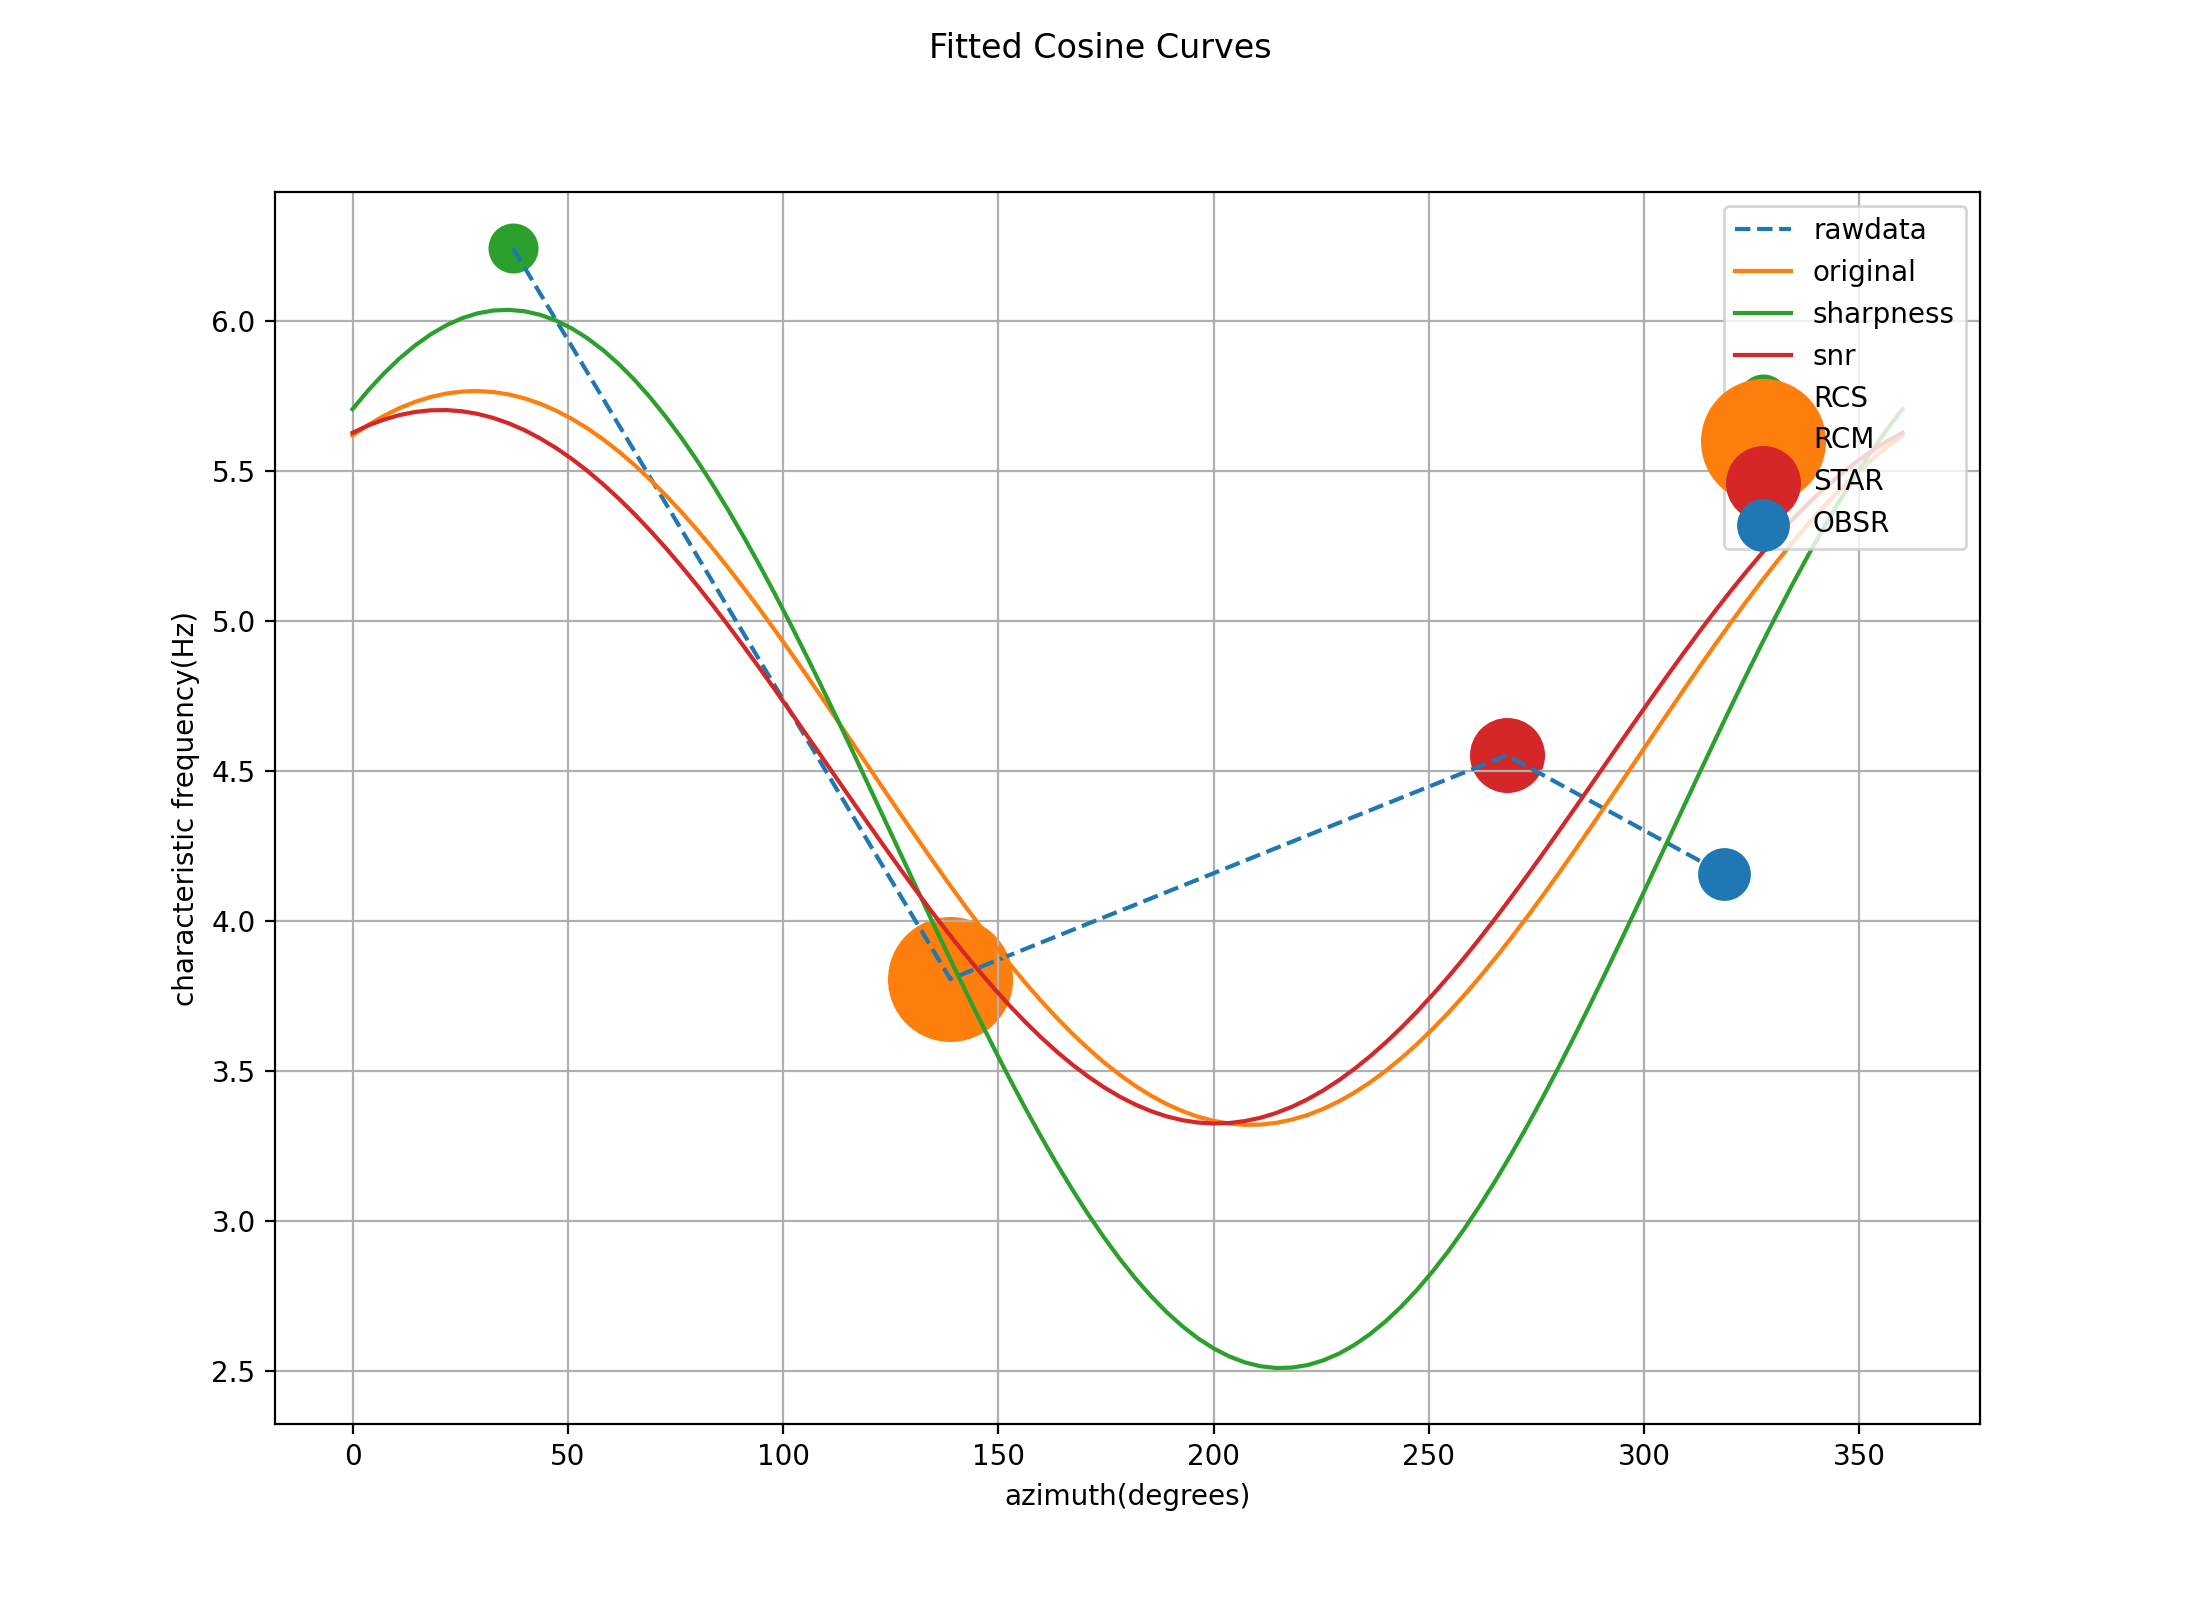 Fitted Cosine Curves
rawdata
original
sharpness
snr
RCS
RCM
STAR
OBSR
characteristic frequency(Hz)
6.0
5.5
5.0
4.5
4.0
3.5
3.0
2.5
0 50 100 150 200 250 300 350
azimuth(degrees)